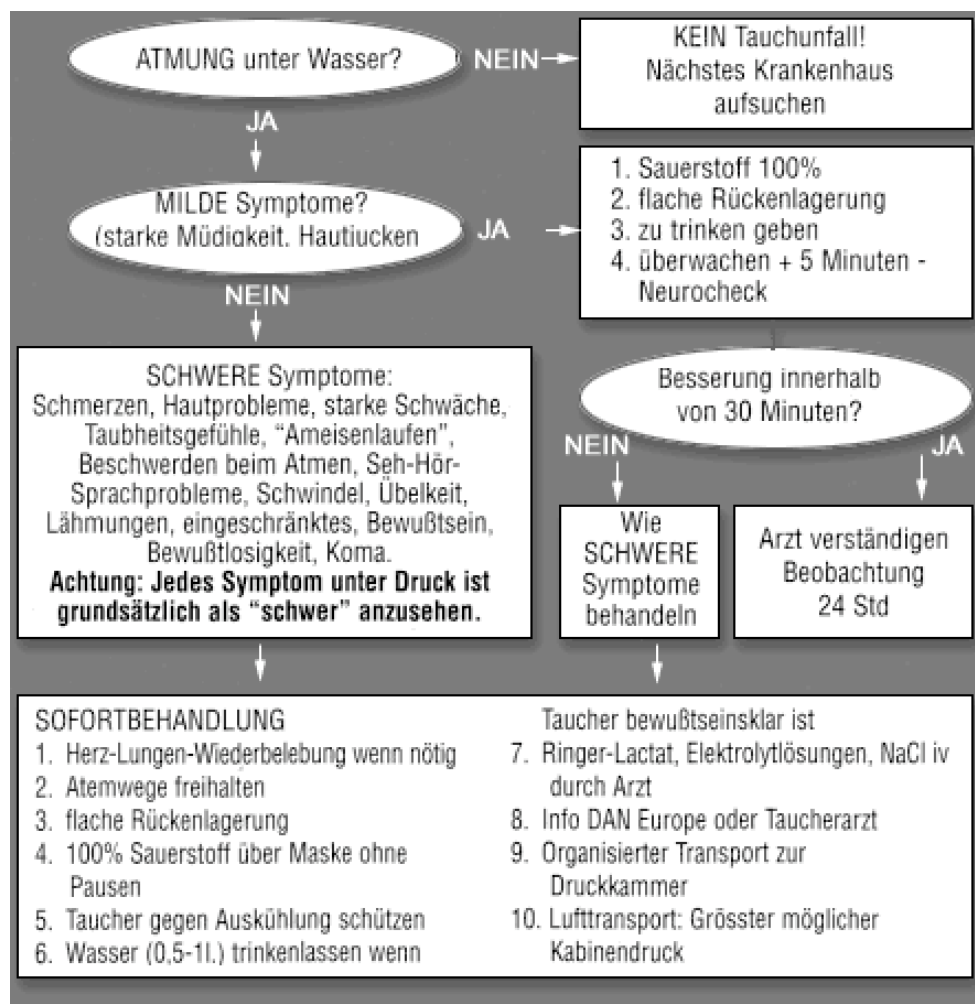 ATMUNG unter Wasser?
NEIN
KEIN Tauchunfall!
Nächstes Krankenhaus
aufsuchen
JA
MILDE Symptome?
(starke Müdigkeit. Hautjucken
JA
1. Sauerstoff 100%
2. flache Rückenlagerung
3. zu trinken geben
4. überwachen + 5 Minuten -
Neurocheck
NEIN
Besserung innerhalb
von 30 Minuten?
NEIN
JA
SCHWERE Symptome:
Schmerzen, Hautprobleme, starke Schwäche,
Taubheitsgefühle, "Ameisenlaufen",
Beschwerden beim Atmen, Seh-Hör-
Sprachprobleme, Schwindel, Übelkeit,
Lähmungen, eingeschränktes, Bewußtsein,
Bewußtlosigkeit, Koma.
Achtung: Jedes Symptom unter Druck ist
grundsätzlich als "schwer" anzusehen.
Wie
SCHWERE
Symptome
behandeln
Arzt verständigen
Beobachtung
24 Std
SOFORTBEHANDLUNG
1. Herz-Lungen-Wiederbelebung wenn nötig
2. Atemwege freihalten
3. flache Rückenlagerung
4. 100% Sauerstoff über Maske ohne
Pausen
5. Taucher gegen Auskühlung schützen
6. Wasser (0,5-1l.) trinkenlassen wenn
Taucher bewußtseinsklar ist
7. Ringer-Lactat, Elektrolytlösungen, NaCl iv
durch Arzt
8. Info DAN Europe oder Taucherarzt
9. Organisierter Transport zur
Druckkammer
10. Lufttransport: Grösster möglicher
Kabinendruck